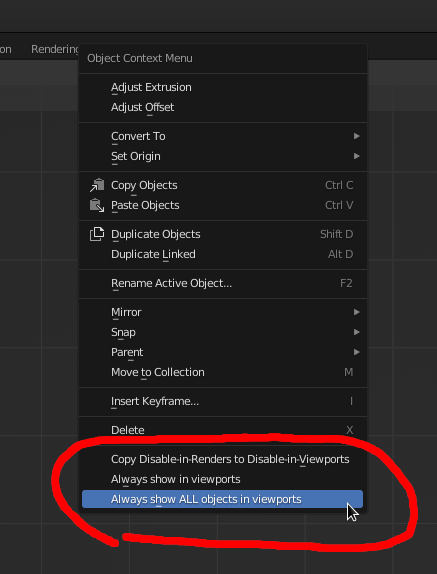 on Rendering
Object Context Menu
Adjust Extrusion
Adjust Offset
Convert To
Set Origin
Copy Objects Ctrl C
Paste Objects Ctrl V
Duplicate Objects Shift D
Duplicate Linked Alt D
Rename Active Object... F2
Mirror
Snap
Parent
Move to Collection M
Insert Keyframe... I
Delete X
Copy Disable-in-Renders to Disable-in-Viewports
Always show in viewports
Always show ALL objects in viewports